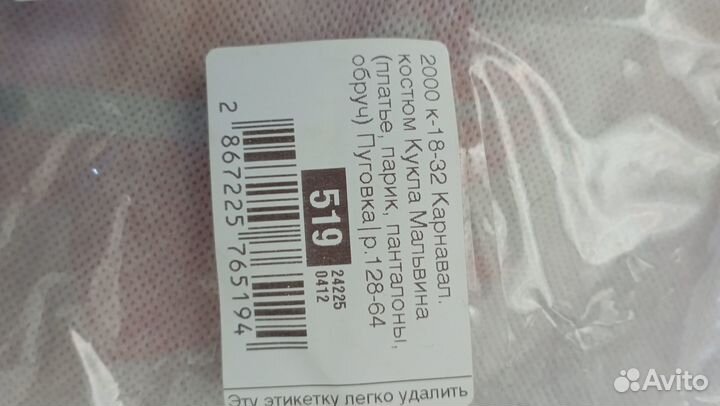 2000 к-18-32 Карнавал.
костюм Кукла Мальвина
(платье, парик, панталоны,
обруч) Пуговка|р.128-64
519
24225
0412
2 867225 765194
Эту этикетку легко удалить
Avito